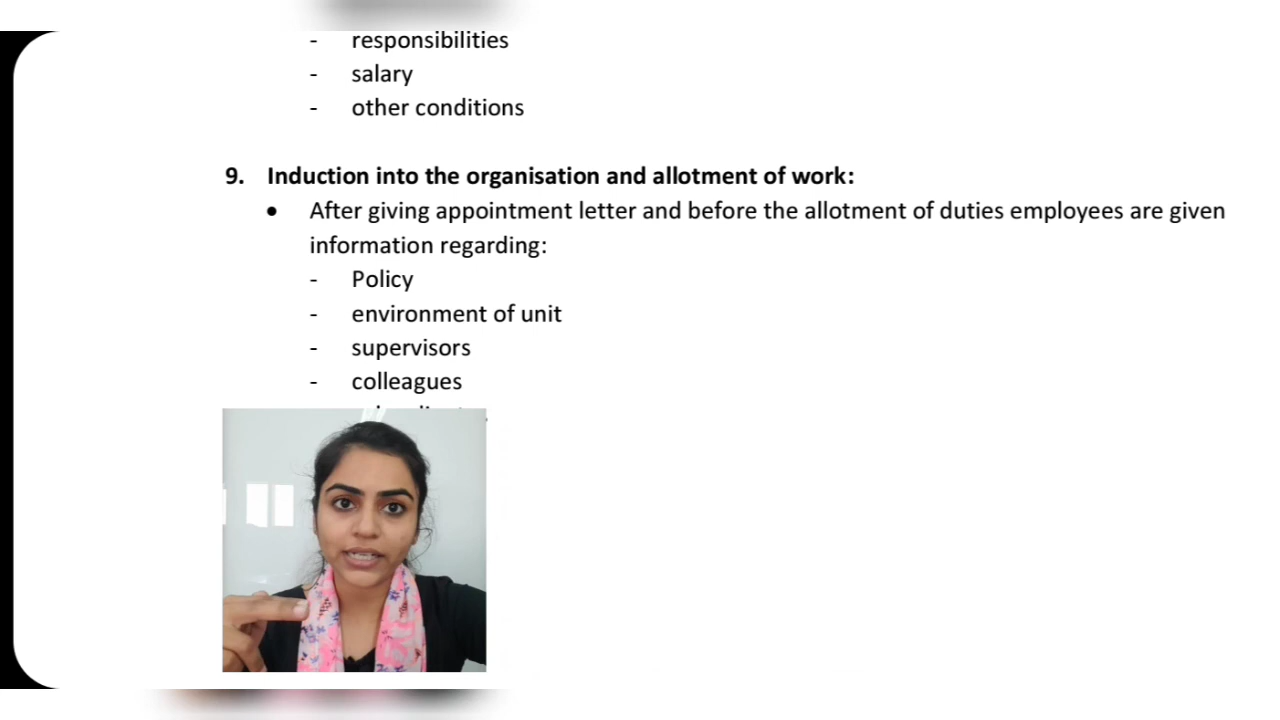 - responsibilities
- salary
- other conditions
9. Induction into the organisation and allotment of work:
• After giving appointment letter and before the allotment of duties employees are given
information regarding:
- Policy
- environment of unit
- supervisors
- colleagues